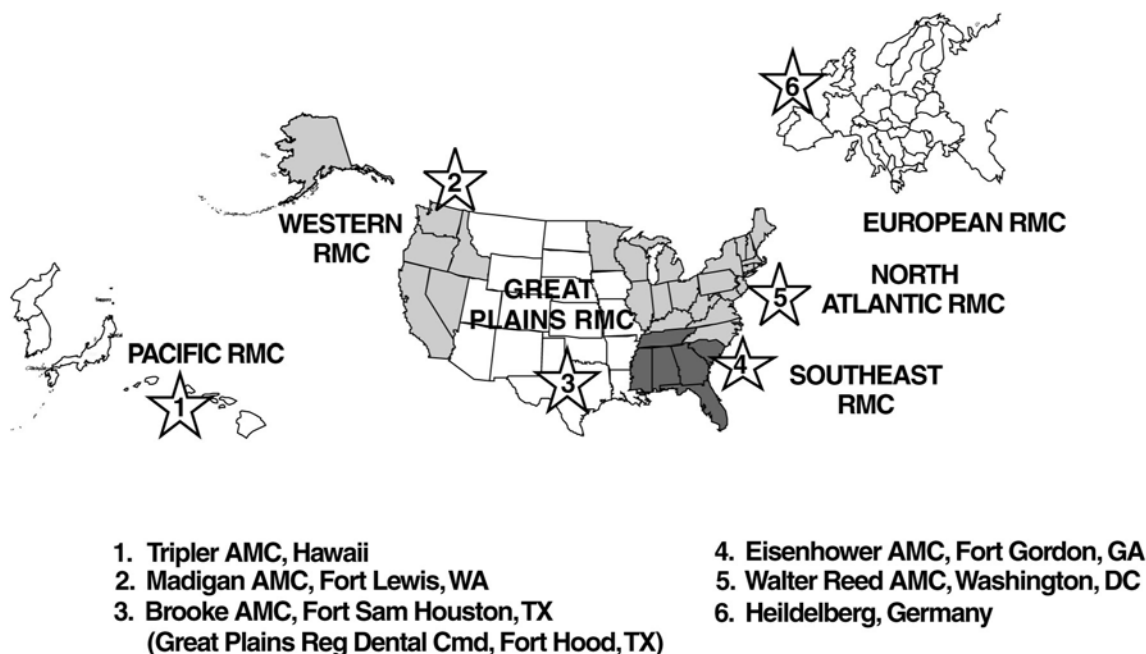 6
2
WESTERN
RMC
EUROPEAN RMC
GREAT
PLAINS RMC
5
NORTH
ATLANTIC RMC
PACIFIC RMC
1
3
4
SOUTHEAST
RMC
1. Tripler AMC, Hawaii
2. Madigan AMC, Fort Lewis, WA
3. Brooke AMC, Fort Sam Houston, TX
(Great Plains Reg Dental Cmd, Fort Hood, TX)
4. Eisenhower AMC, Fort Gordon, GA
5. Walter Reed AMC, Washington, DC
6. Heildelberg, Germany